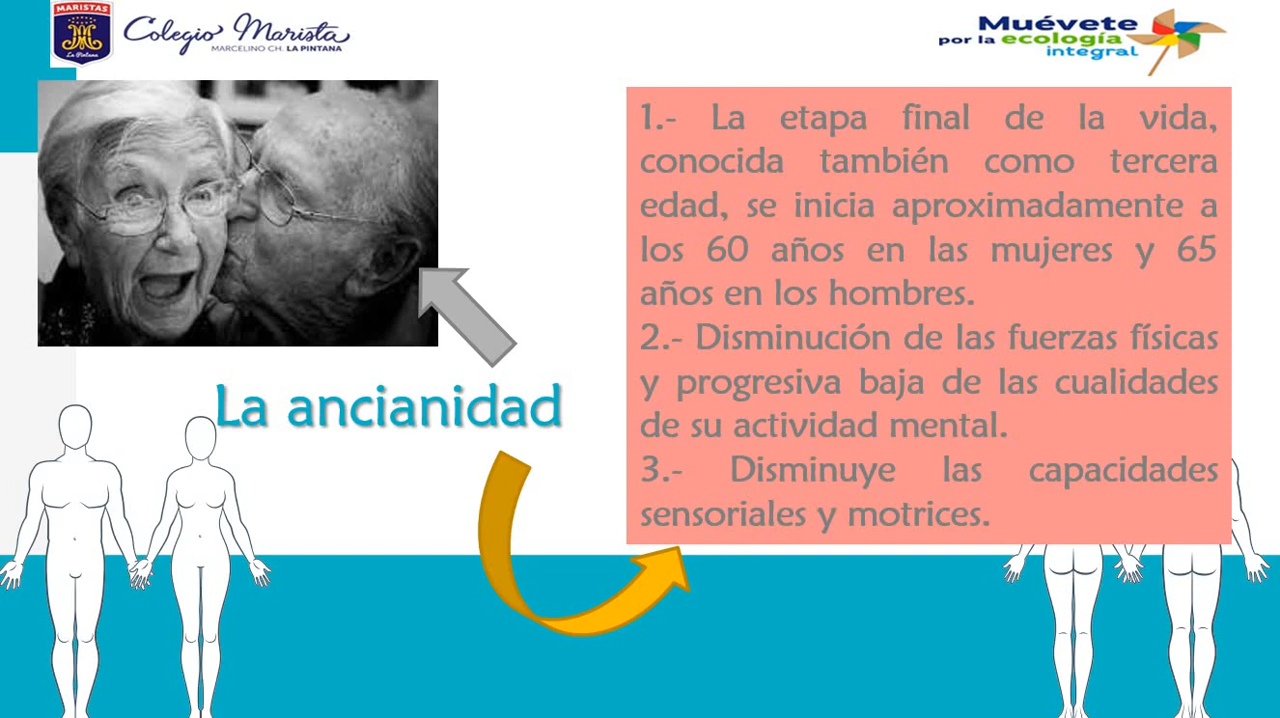 MARISTAS
La Pintana
Colegio Marista
MARCELINO CH. LA PINTANA
Muévete
por la ecología
integral
La ancianidad
1.- La etapa final de la vida,
conocida también como tercera
edad, se inicia aproximadamente a
los 60 años en las mujeres y 65
años en los hombres.
2.- Disminución de las fuerzas físicas
y progresiva baja de las cualidades
de su actividad mental.
3.- Disminuye las capacidades
sensoriales y motrices.